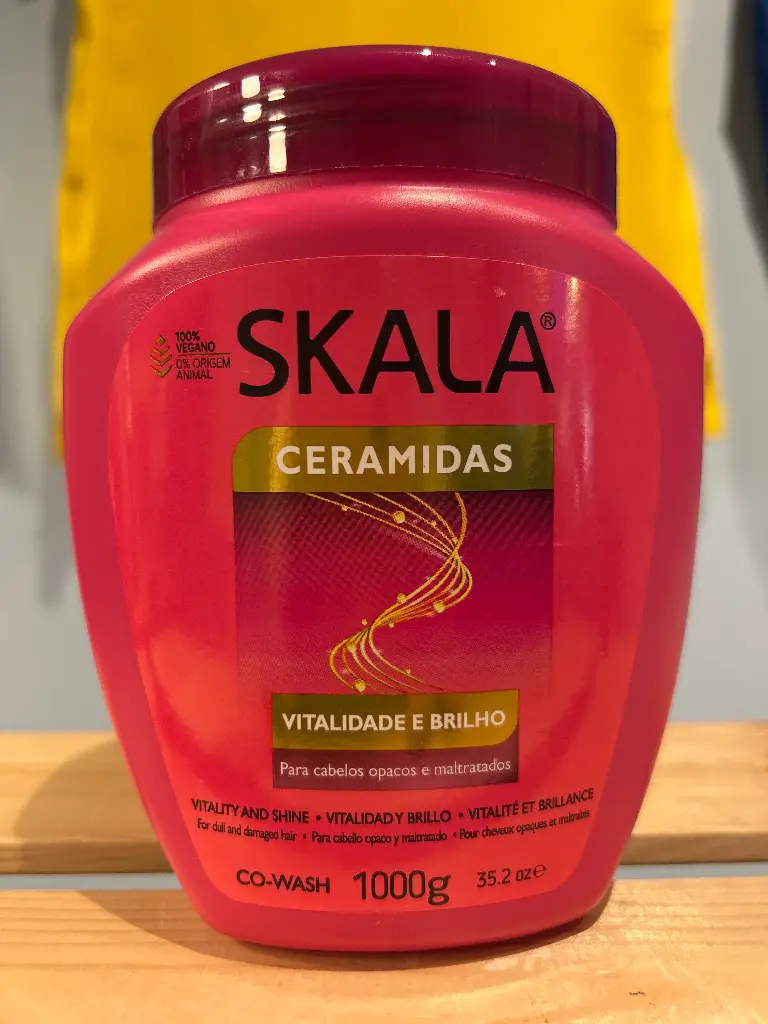 100%
VEGANO
0% ORIGEM
ANIMAL
SKALA®
CERAMIDAS
VITALIDADE E BRILHO
Para cabelos opacos e maltratados
VITALITY AND SHINE • VITALIDAD Y BRILLO • VITALITÉ ET BRILLANCE
For dull and damaged hair • Para cabello opaco y maltratado • Pour cheveux opaques et maltraités
CO-WASH 1000g 35.2 oz℮